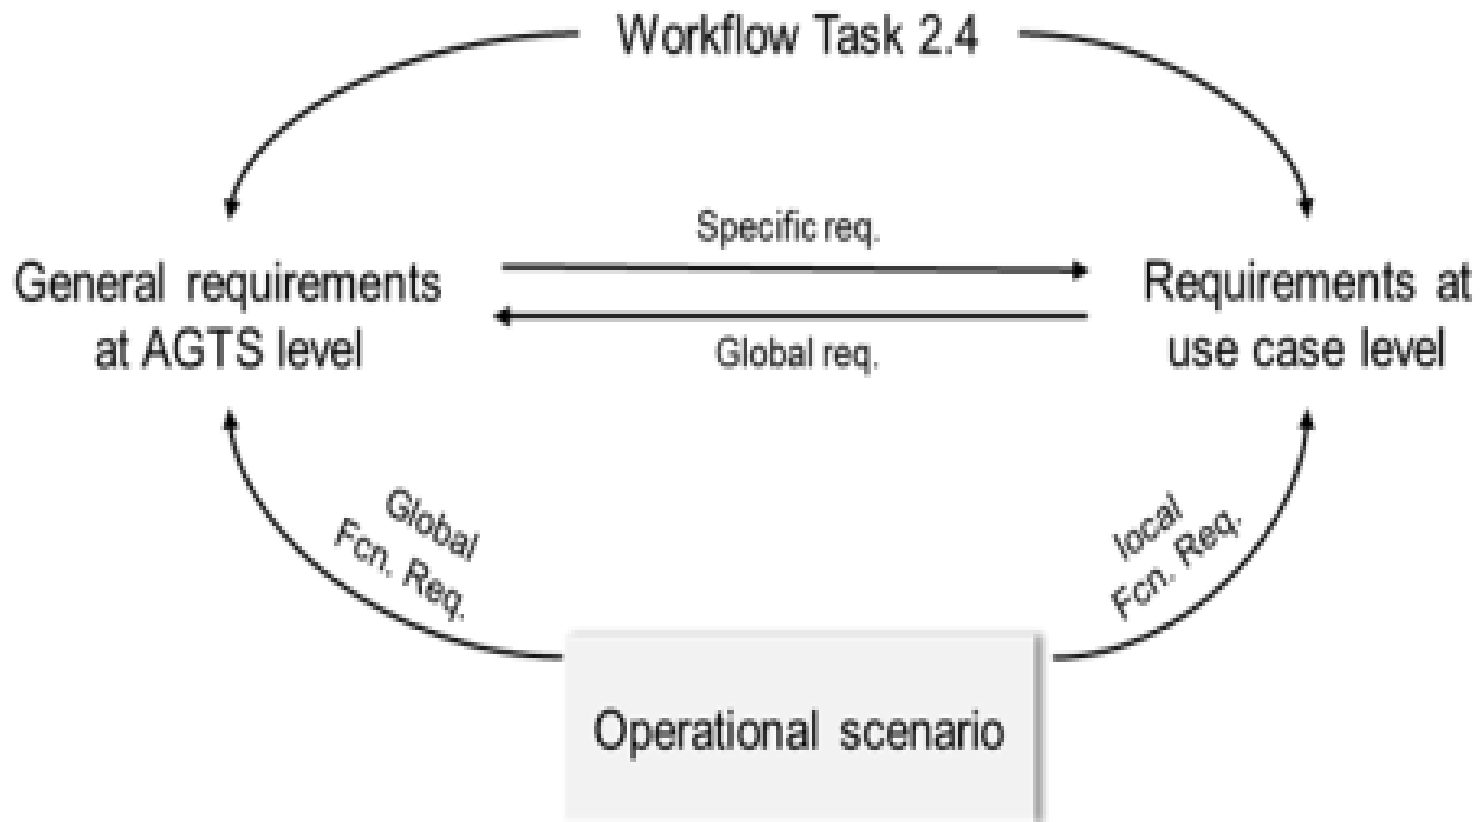 Workflow Task 2.4
Specific req.
General requirements
at AGTS level
Requirements at
use case level
Global req.
Global
Fcn. Req.
local
Fcn. Req.
Operational scenario